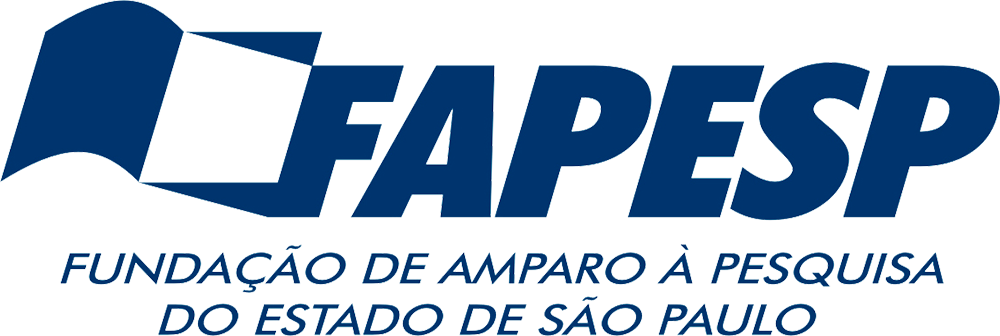 FAPESP
FUNDAÇÃO DE AMPARO À PESQUISA
DO ESTADO DE SÃO PAULO